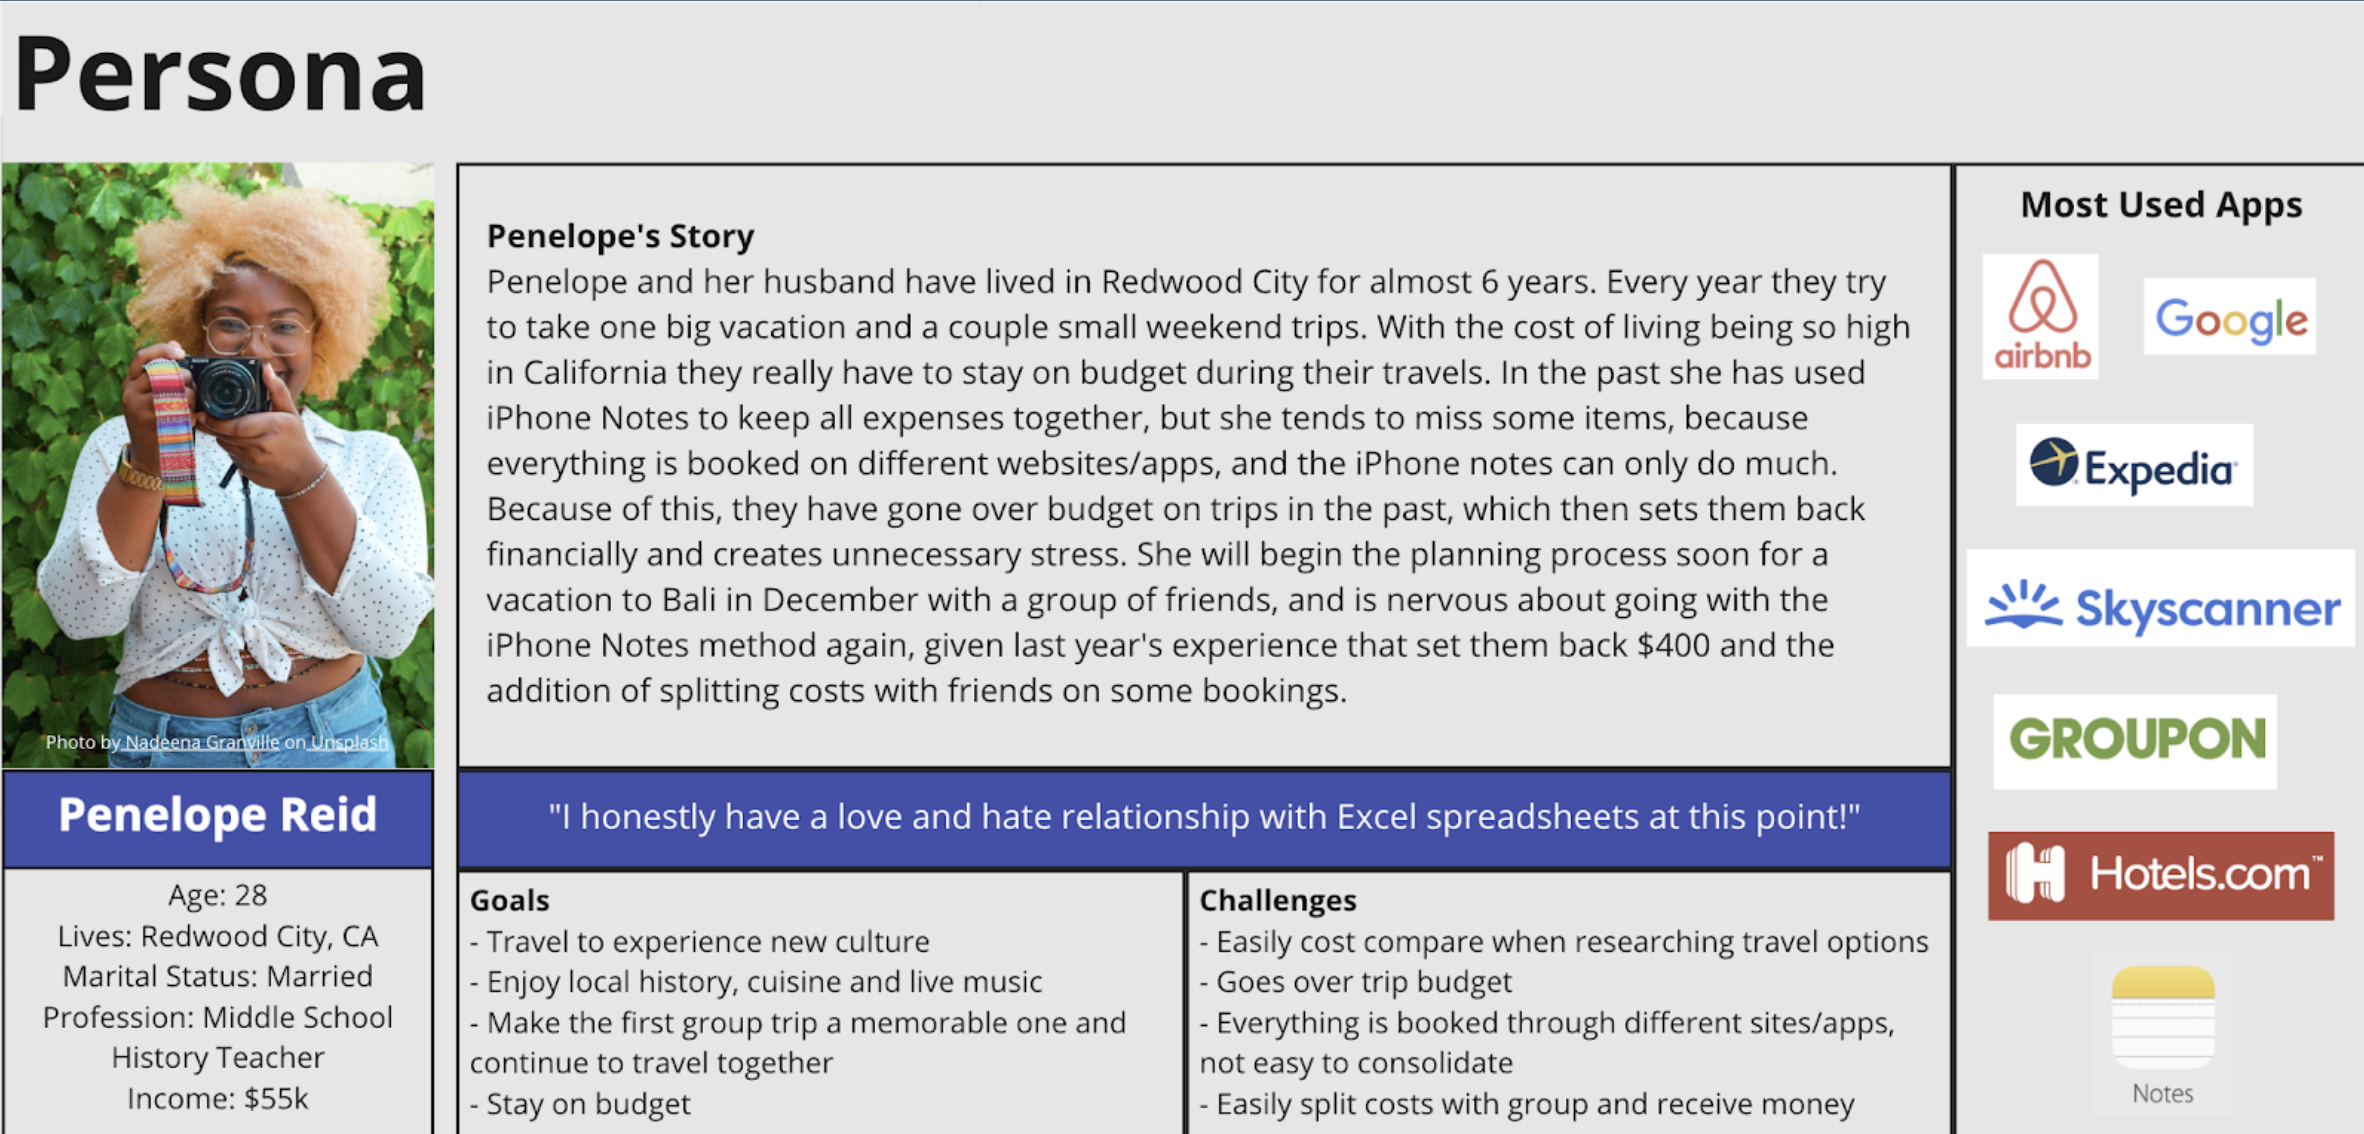 Persona
Photo by Nadeena Granville on Unsplash
Penelope Reid
Age: 28
Lives: Redwood City, CA
Marital Status: Married
Profession: Middle School
History Teacher
Income: $55k
Penelope's Story
Penelope and her husband have lived in Redwood City for almost 6 years. Every year they try
to take one big vacation and a couple small weekend trips. With the cost of living being so high
in California they really have to stay on budget during their travels. In the past she has used
iPhone Notes to keep all expenses together, but she tends to miss some items, because
everything is booked on different websites/apps, and the iPhone notes can only do much.
Because of this, they have gone over budget on trips in the past, which then sets them back
financially and creates unnecessary stress. She will begin the planning process soon for a
vacation to Bali in December with a group of friends, and is nervous about going with the
iPhone Notes method again, given last year's experience that set them back $400 and the
addition of splitting costs with friends on some bookings.
"I honestly have a love and hate relationship with Excel spreadsheets at this point!"
Goals
- Travel to experience new culture
- Enjoy local history, cuisine and live music
- Make the first group trip a memorable one and
continue to travel together
- Stay on budget
Challenges
- Easily cost compare when researching travel options
- Goes over trip budget
- Everything is booked through different sites/apps,
not easy to consolidate
- Easily split costs with group and receive money
Most Used Apps
airbnb
Google
Expedia
Skyscanner
GROUPON
Hotels.com™
Notes